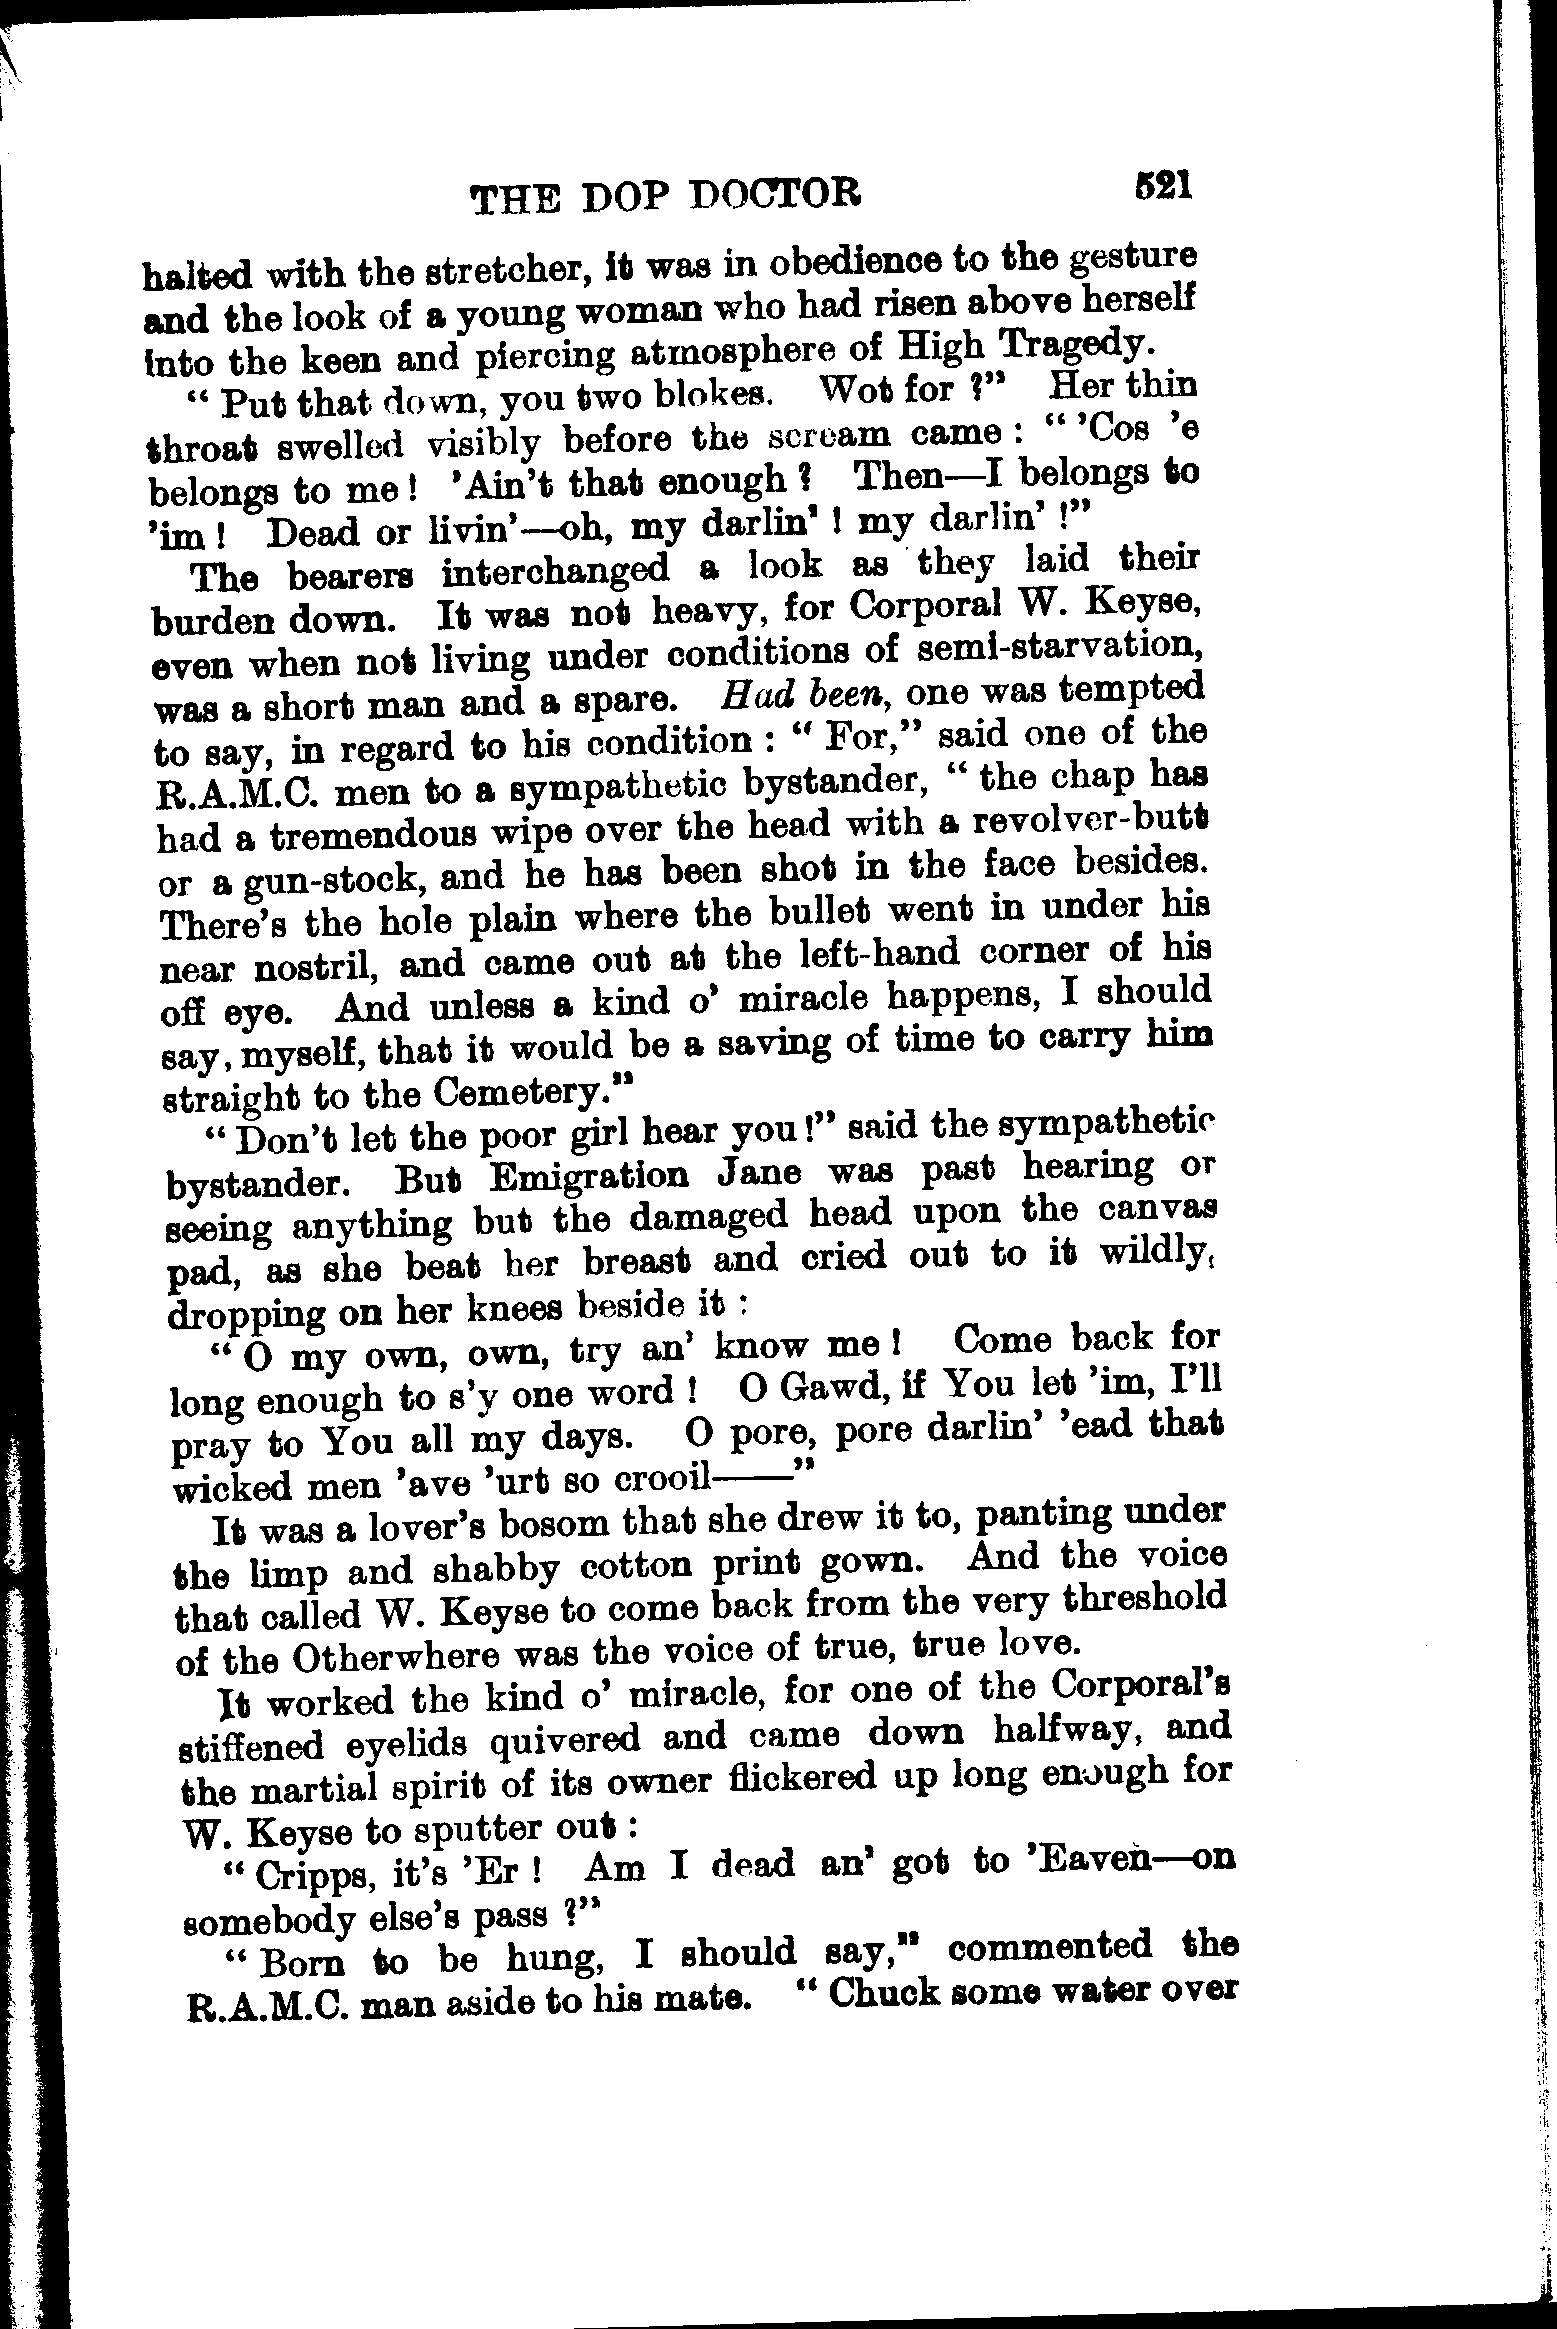 THE DOP DOCTOR 521
halted with the stretcher, it was in obedience to the gesture
and the look of a young woman who had risen above herself
into the keen and piercing atmosphere of High Tragedy.
“ Put that down, you two blokes. Wot for ?” Her thin
throat swelled visibly before the scream came : “ ’Cos ’e
belongs to me ! ’Ain’t that enough ? Then—I belongs to
’im ! Dead or livin’—oh, my darlin’ ! my darlin’ !”
The bearers interchanged a look as they laid their
burden down. It was not heavy, for Corporal W. Keyse,
even when not living under conditions of semi-starvation,
was a short man and a spare. Had been, one was tempted
to say, in regard to his condition : “ For,” said one of the
R.A.M.C. men to a sympathetic bystander, “ the chap has
had a tremendous wipe over the head with a revolver-butt
or a gun-stock, and he has been shot in the face besides.
There’s the hole plain where the bullet went in under his
near nostril, and came out at the left-hand corner of his
off eye. And unless a kind o’ miracle happens, I should
say, myself, that it would be a saving of time to carry him
straight to the Cemetery.”
“ Don’t let the poor girl hear you !” said the sympathetic
bystander. But Emigration Jane was past hearing or
seeing anything but the damaged head upon the canvas
pad, as she beat her breast and cried out to it wildly,
dropping on her knees beside it :
“ O my own, own, try an’ know me ! Come back for
long enough to s’y one word ! O Gawd, if You let ’im, I’ll
pray to You all my days. O pore, pore darlin’ ’ead that
wicked men ’ave ’urt so crooil——”
It was a lover’s bosom that she drew it to, panting under
the limp and shabby cotton print gown. And the voice
that called W. Keyse to come back from the very threshold
of the Otherwhere was the voice of true, true love.
It worked the kind o’ miracle, for one of the Corporal’s
stiffened eyelids quivered and came down halfway, and
the martial spirit of its owner flickered up long enough for
W. Keyse to sputter out :
“ Cripps, it’s ’Er ! Am I dead an’ got to ’Eaven—on
somebody else’s pass ?”
“ Born to be hung, I should say,” commented the
R.A.M.C. man aside to his mate. “ Chuck some water over